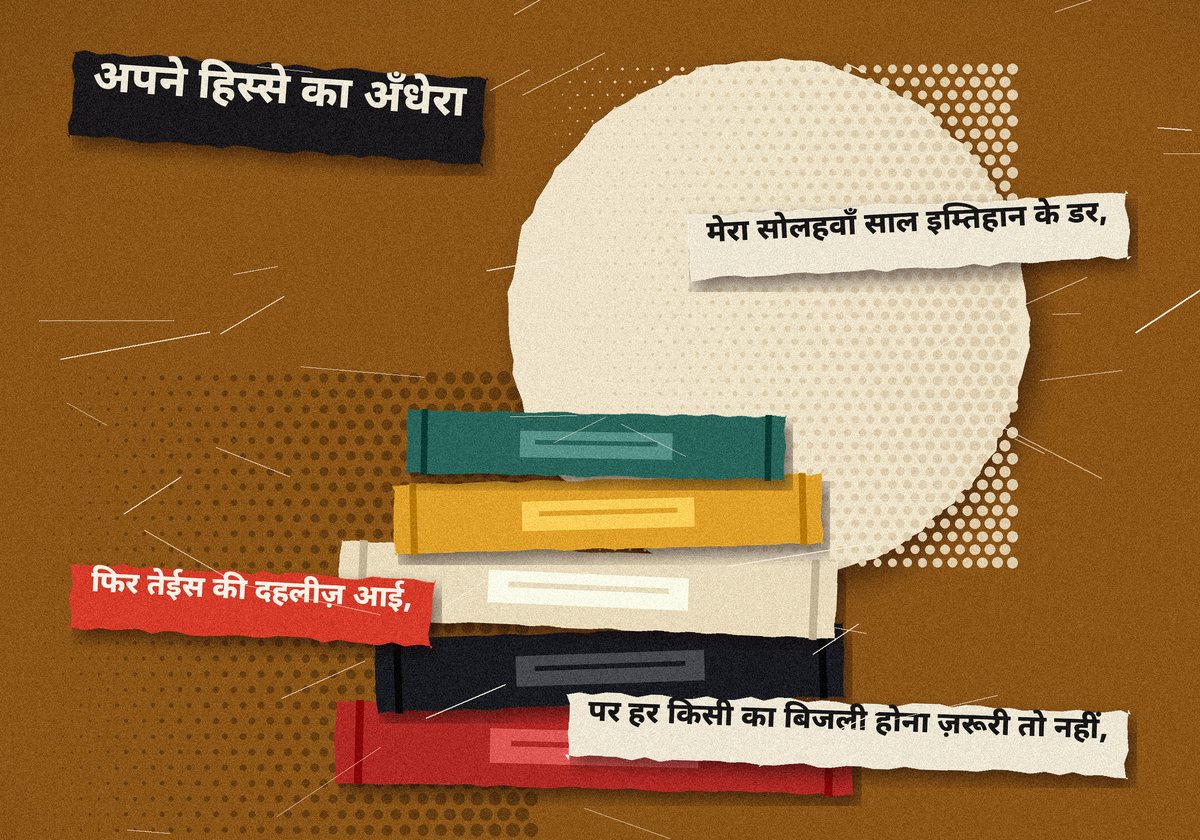 अपने हिस्से का अँधेरा
मेरा सोलहवाँ साल इम्तिहान के डर,
फिर तेईस की दहलीज़ आई,
पर हर किसी का बिजली होना ज़रूरी तो नहीं,